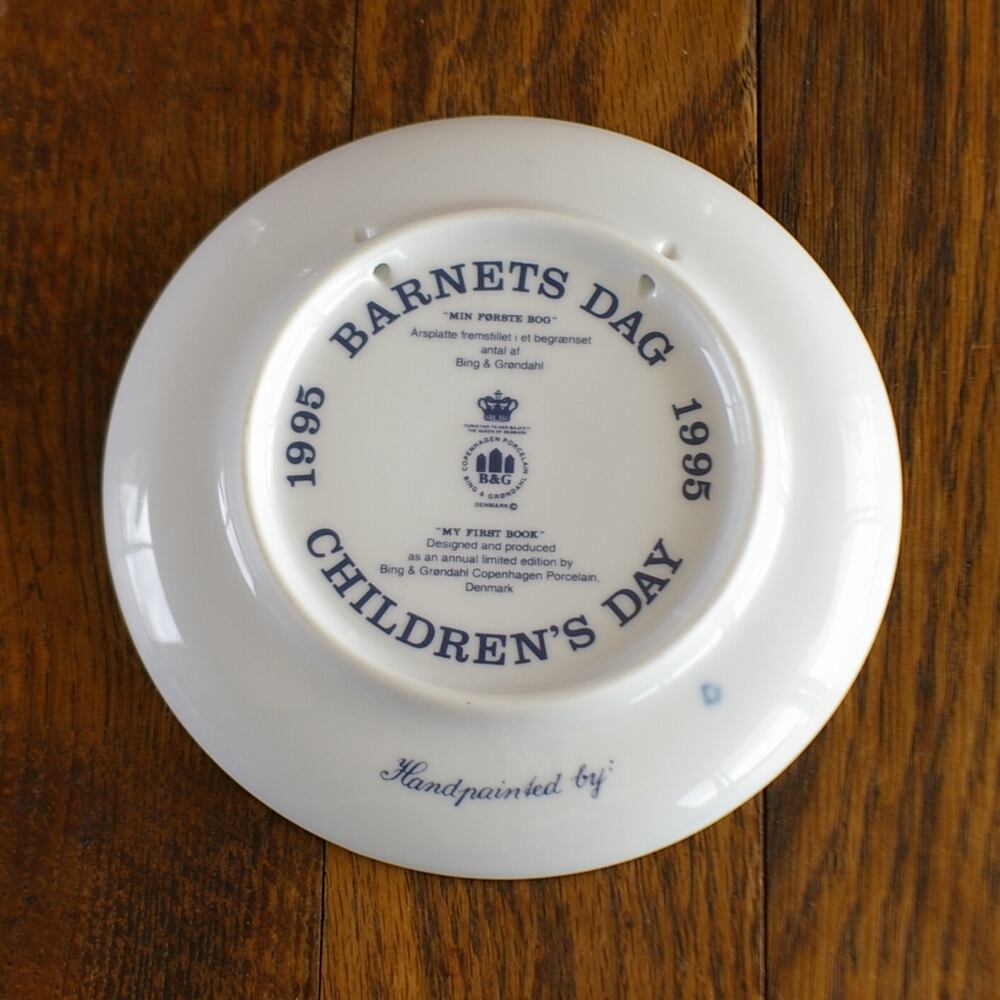 BARNETS DAG
"MIN FØRSTE BOG"
Årsplatte fremstillet i et begrænset
antal af
Bing & Grøndahl
1995
1995
PURVEYOR TO HER MAJESTY
THE QUEEN OF DENMARK
COPENHAGEN PORCELAIN
B&G
BING & GRØNDAHL
DENMARK ©
"MY FIRST BOOK"
Designed and produced
as an annual limited edition by
Bing & Grøndahl Copenhagen Porcelain,
Denmark
CHILDREN'S DAY
Handpainted by: